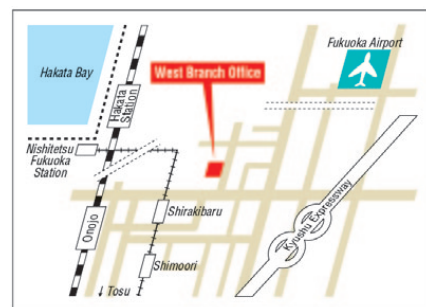 Fukuoka Airport
Hakata Bay
West Branch Office
Hakata
Station
Nishitetsu
Fukuoka
Station
Onojo
Shirakibaru
Shimoori
Kyushu Expressway
↓ Tosu